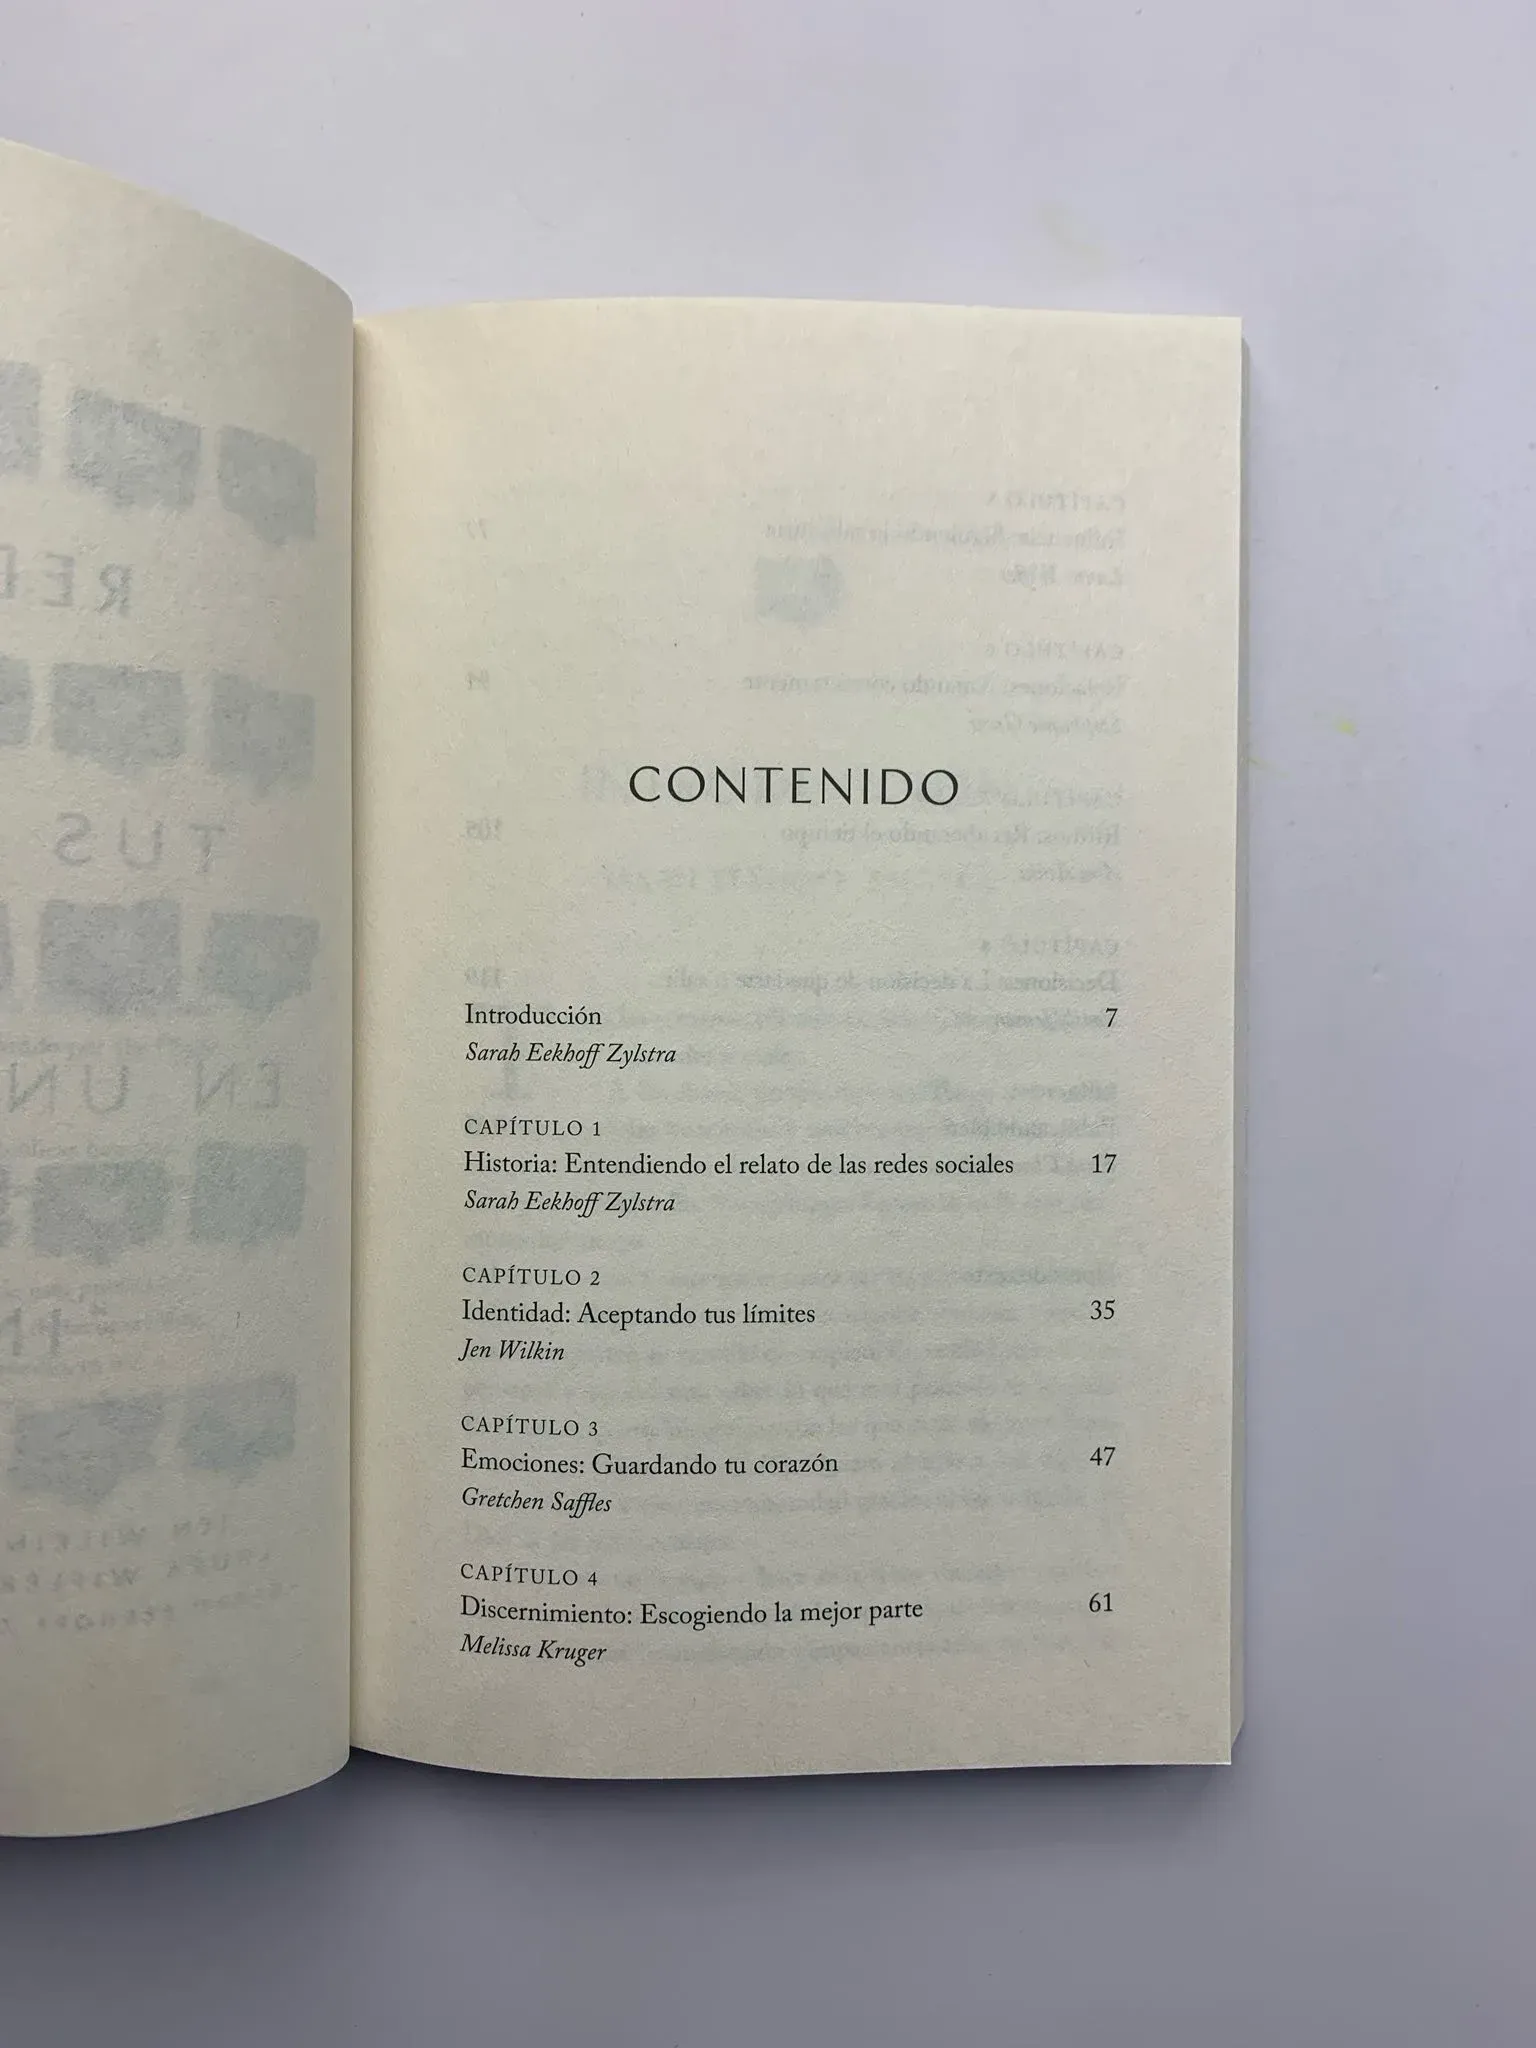 CONTENIDO
Introducción 7
Sarah Eekhoff Zylstra
CAPÍTULO 1
Historia: Entendiendo el relato de las redes sociales 17
Sarah Eekhoff Zylstra
CAPÍTULO 2
Identidad: Aceptando tus límites 35
Jen Wilkin
CAPÍTULO 3
Emociones: Guardando tu corazón 47
Gretchen Saffles
CAPÍTULO 4
Discernimiento: Escogiendo la mejor parte 61
Melissa Kruger